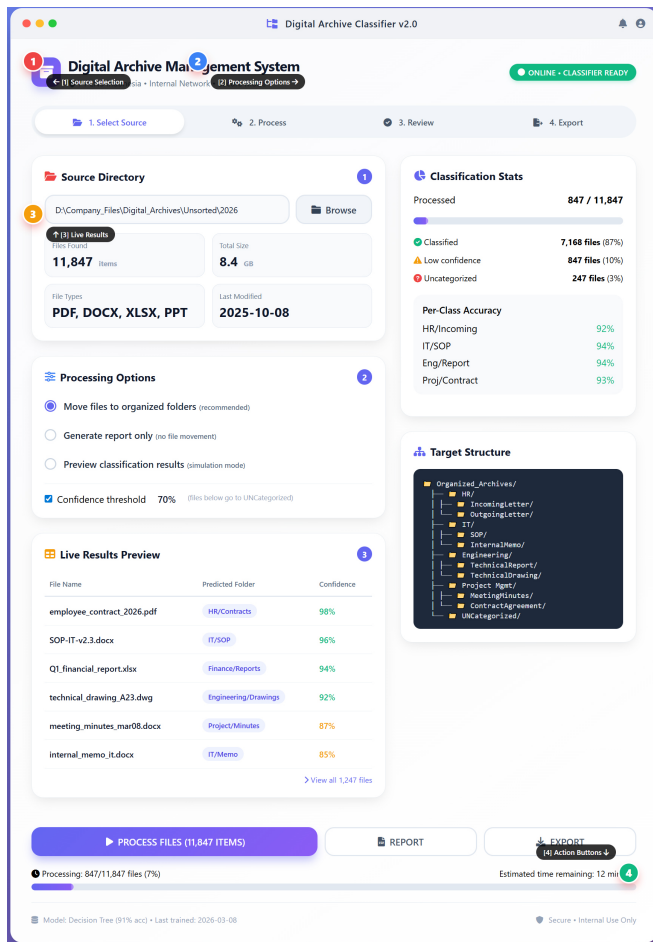 Digital Archive Classifier v2.0
1
2
Digital Archive Management System
← [1] Source Selection
sia • Internal Network
[2] Processing Options →
ONLINE • CLASSIFIER READY
1. Select Source
2. Process
3. Review
4. Export
Source Directory
1
3
D:\Company_Files\Digital_Archives\Unsorted\2026
Browse
↑ [3] Live Results
Files Found
11,847 items
Total Size
8.4 GB
File Types
PDF, DOCX, XLSX, PPT
Last Modified
2025-10-08
Processing Options
2
Move files to organized folders (recommended)
Generate report only (no file movement)
Preview classification results (simulation mode)
Confidence threshold 70% (files below go to UNCategorized)
Live Results Preview
3
File Name Predicted Folder Confidence
employee_contract_2026.pdf HR/Contracts 98%
SOP-IT-v2.3.docx IT/SOP 96%
Q1_financial_report.xlsx Finance/Reports 94%
technical_drawing_A23.dwg Engineering/Drawings 92%
meeting_minutes_mar08.docx Project/Minutes 87%
internal_memo_it.docx IT/Memo 85%
View all 1,247 files
Classification Stats
Processed 847 / 11,847
Classified 7,168 files (87%)
Low confidence 847 files (10%)
Uncategorized 247 files (3%)
Per-Class Accuracy
HR/Incoming 92%
IT/SOP 94%
Eng/Report 94%
Proj/Contract 93%
Target Structure
Organized_Archives/
HR/
IncomingLetter/
OutgoingLetter/
IT/
SOP/
InternalMemo/
Engineering/
TechnicalReport/
TechnicalDrawing/
Project Mgmt/
MeetingMinutes/
ContractAgreement/
UNCategorized/
PROCESS FILES (11,847 ITEMS)
REPORT
EXPORT
[4] Action Buttons ↓
4
Processing: 847/11,847 files (7%)
Estimated time remaining: 12 min
Model: Decision Tree (91% acc) • Last trained: 2026-03-08
Secure • Internal Use Only